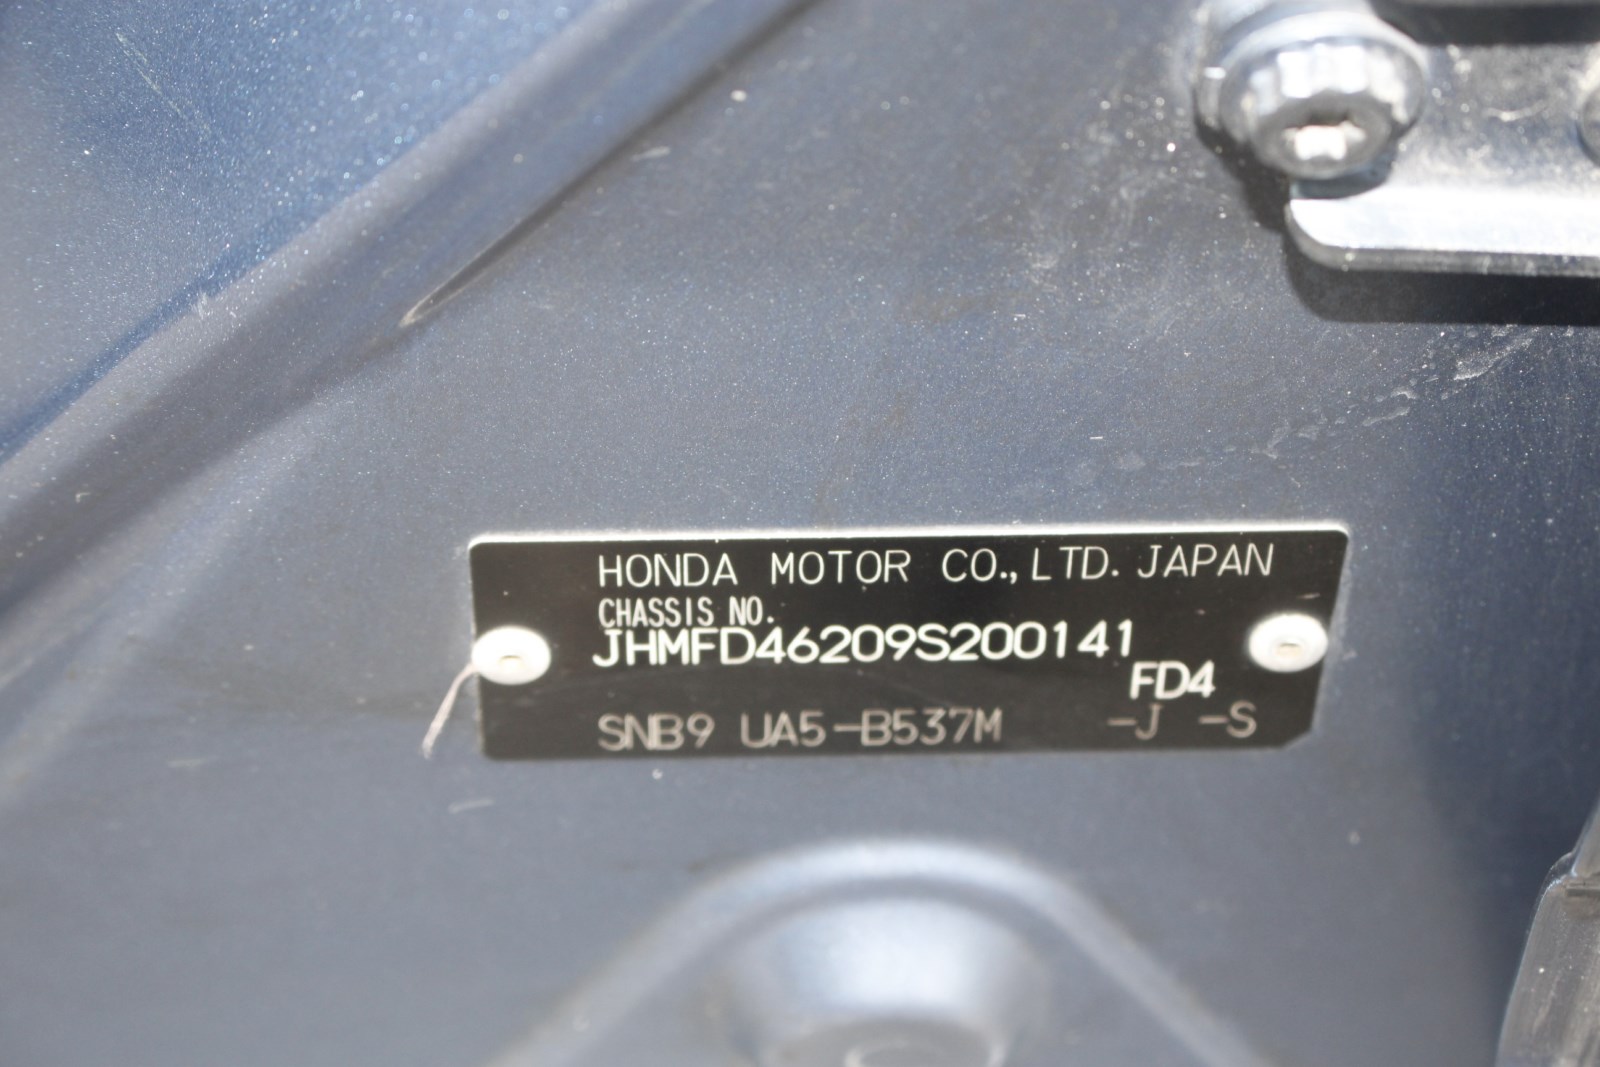 HONDA MOTOR CO., LTD. JAPAN
CHASSIS NO.
JHMFD46209S200141
FD4
SNB9 UA5-B537M -J -S